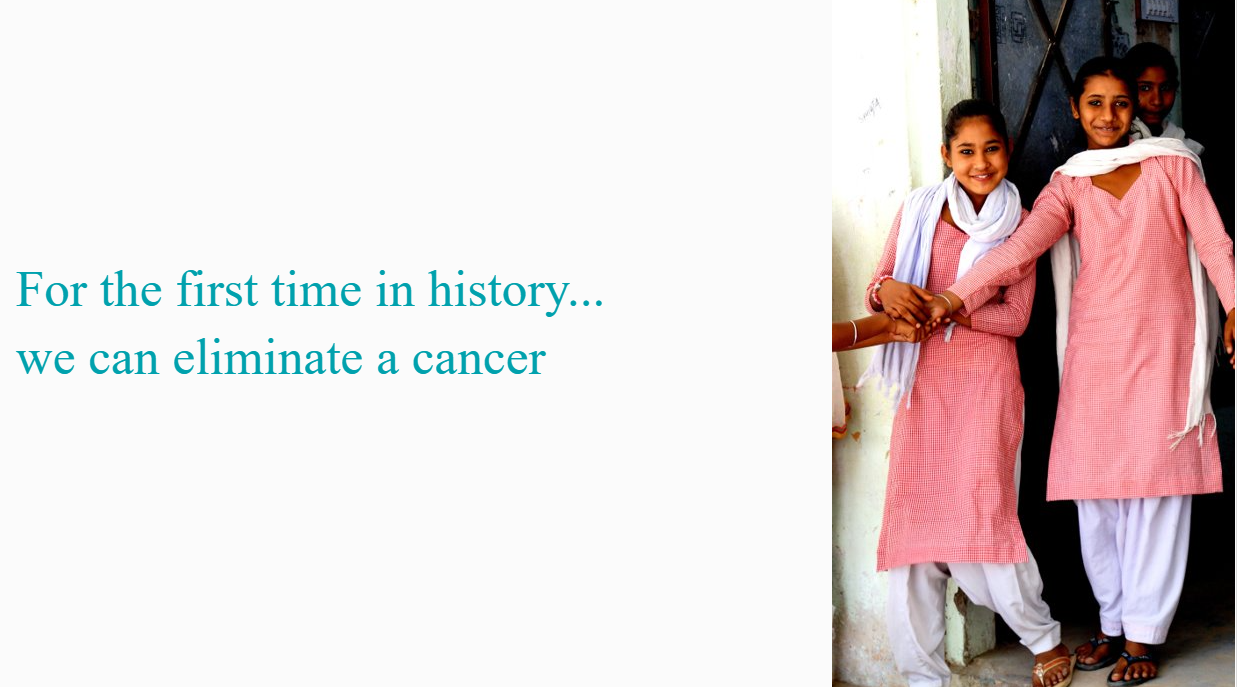 For the first time in history...
we can eliminate a cancer